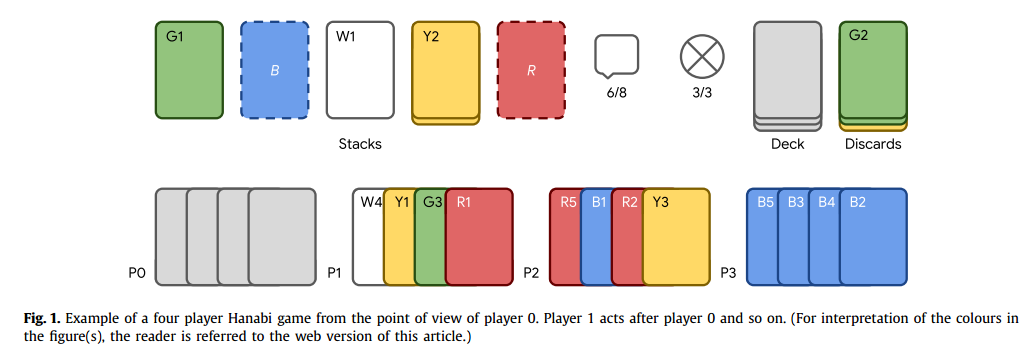 G1 B W1 Y2 R G2
6/8 3/3
Stacks Deck Discards
W4 Y1 G3 R1 R5 B1 R2 Y3 B5 B3 B4 B2
P0 P1 P2 P3
Fig. 1. Example of a four player Hanabi game from the point of view of player 0. Player 1 acts after player 0 and so on. (For interpretation of the colours in
the figure(s), the reader is referred to the web version of this article.)